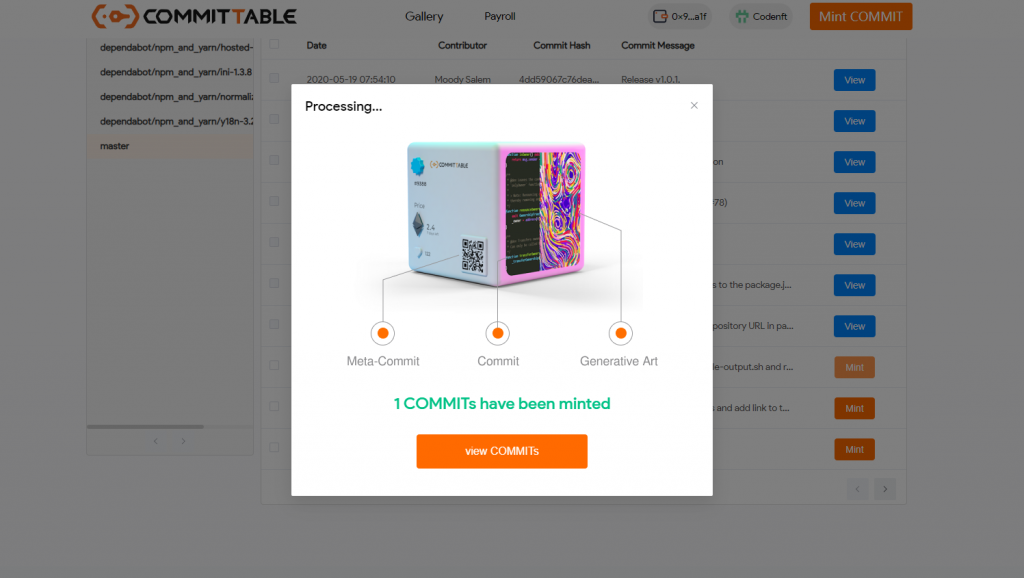 COMMITTABLE
Gallery
Payroll
0×9...a1f
Codenft
Mint COMMIT
dependabot/npm_and_yarn/hosted-
dependabot/npm_and_yarn/ini-1.3.8
dependabot/npm_and_yarn/normali
dependabot/npm_and_yarn/y18n-3.2
master
Date Contributor Commit Hash Commit Message
2020-05-19 07:54:10 Moody Salem 4dd59067c76dea... Release v1.0.1, View
View
on View
78) View
View
s to the package.j... View
pository URL in pa... View
le-output.sh and r... Mint
s and add link to t... Mint
Mint
Processing...
COMMITTABLE
Price
2.4
Meta-Commit
Commit
Generative Art
1 COMMITs have been minted
view COMMITs